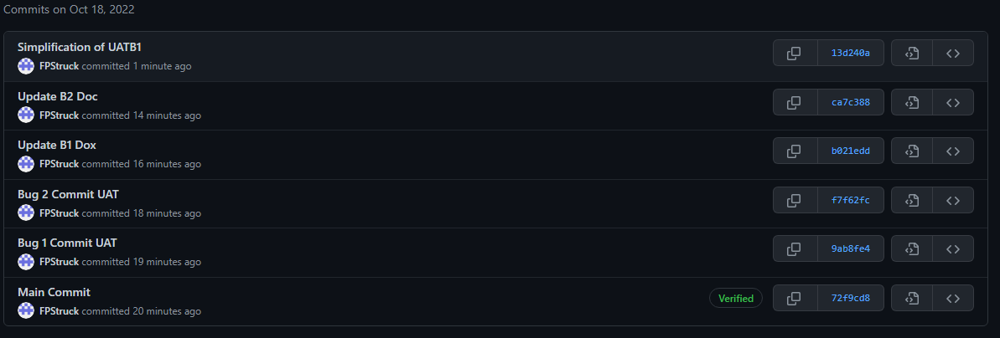 Commits on Oct 18, 2022
Simplification of UATB1
FPStruck committed 1 minute ago
13d240a
Update B2 Doc
FPStruck committed 14 minutes ago
ca7c388
Update B1 Dox
FPStruck committed 16 minutes ago
b021edd
Bug 2 Commit UAT
FPStruck committed 18 minutes ago
f7f62fc
Bug 1 Commit UAT
FPStruck committed 19 minutes ago
9ab8fe4
Main Commit
FPStruck committed 20 minutes ago
Verified
72f9cd8